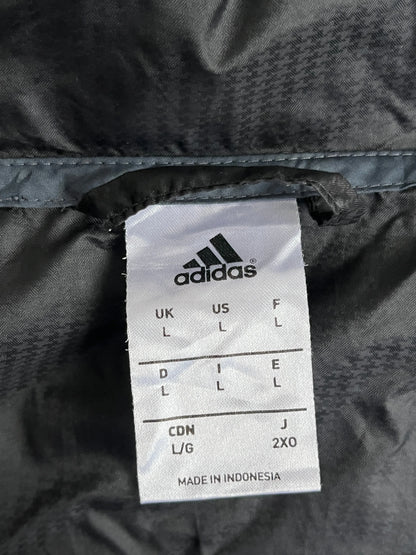 adidas
UK US F
L L L
D I E
L L L
CDN J
L/G 2XO
MADE IN INDONESIA